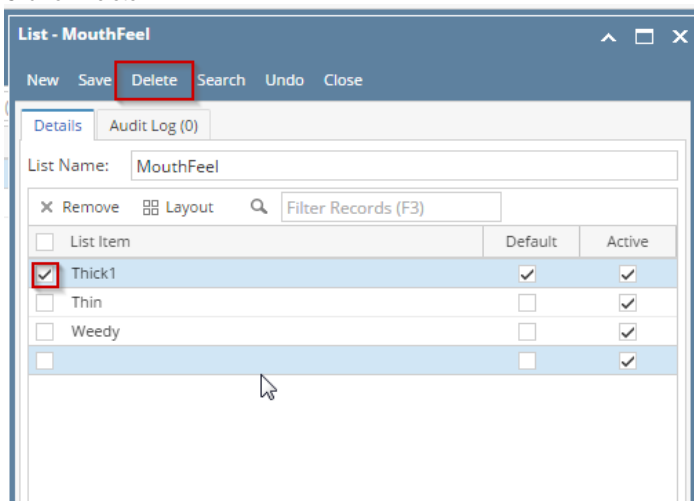 List - MouthFeel
New Save Delete Search Undo Close
Details Audit Log (0)
List Name: MouthFeel
Remove Layout Filter Records (F3)
List Item Default Active
Thick1
Thin
Weedy